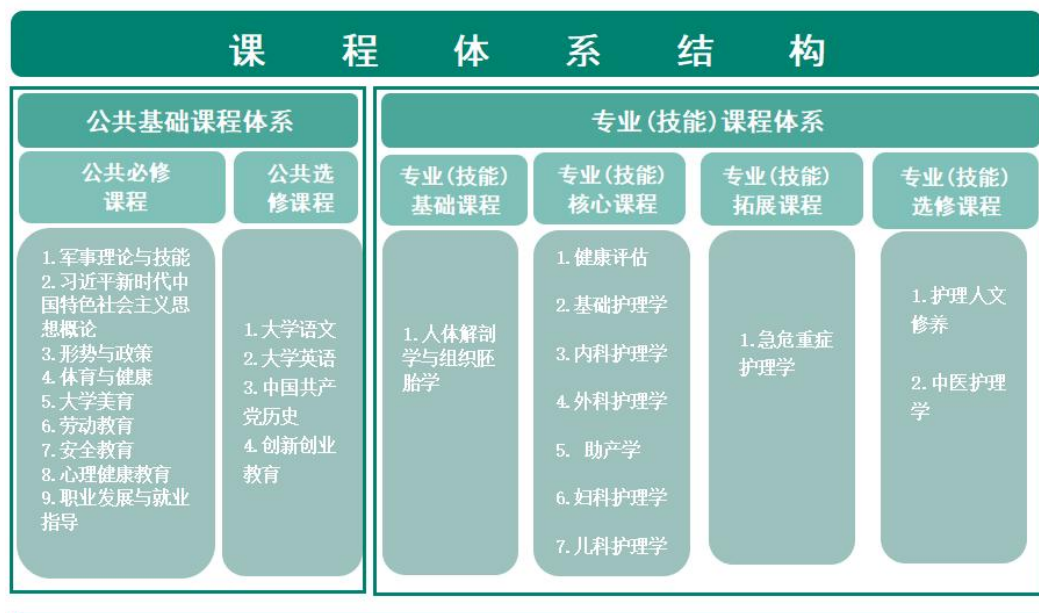 课程体系结构
公共基础课程体系
公共必修
课程
1.军事理论与技能
2.习近平新时代中
国特色社会主义思
想概论
3.形势与政策
4.体育与健康
5.大学美育
6.劳动教育
7.安全教育
8.心理健康教育
9.职业发展与就业
指导
公共选
修课程
1.大学语文
2.大学英语
3.中国共产
党历史
4.创新创业
教育
专业(技能)课程体系
专业(技能)
基础课程
1.人体解剖
学与组织胚
胎学
专业(技能)
核心课程
1.健康评估
2.基础护理学
3.内科护理学
4.外科护理学
5. 助产学
6.妇科护理学
7.儿科护理学
专业(技能)
拓展课程
1.急危重症
护理学
专业(技能)
选修课程
1.护理人文
修养
2.中医护理
学